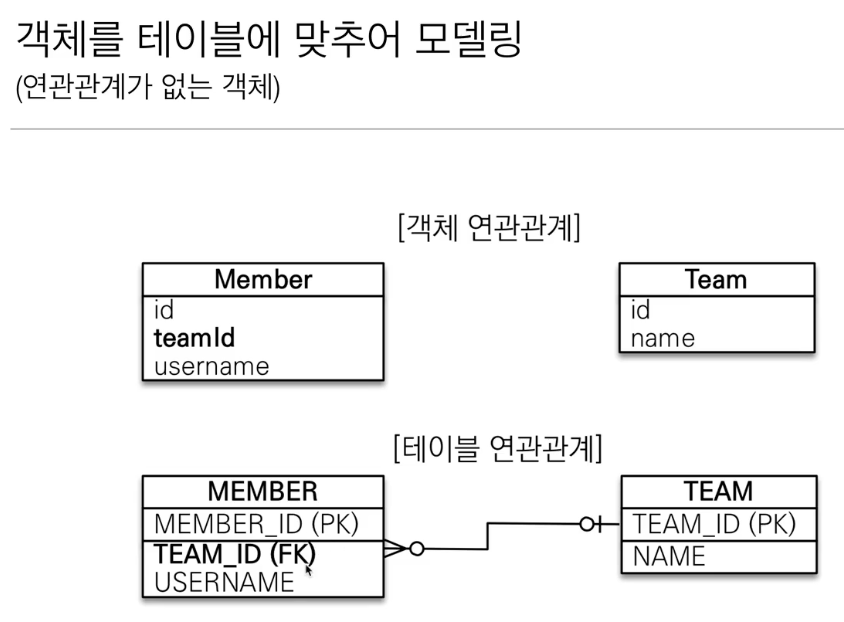 객체를 테이블에 맞추어 모델링
(연관관계가 없는 객체)
[객체 연관관계]
Member
id
teamId
username
Team
id
name
[테이블 연관관계]
MEMBER
MEMBER_ID (PK)
TEAM_ID (FK)
USERNAME
TEAM
TEAM_ID (PK)
NAME